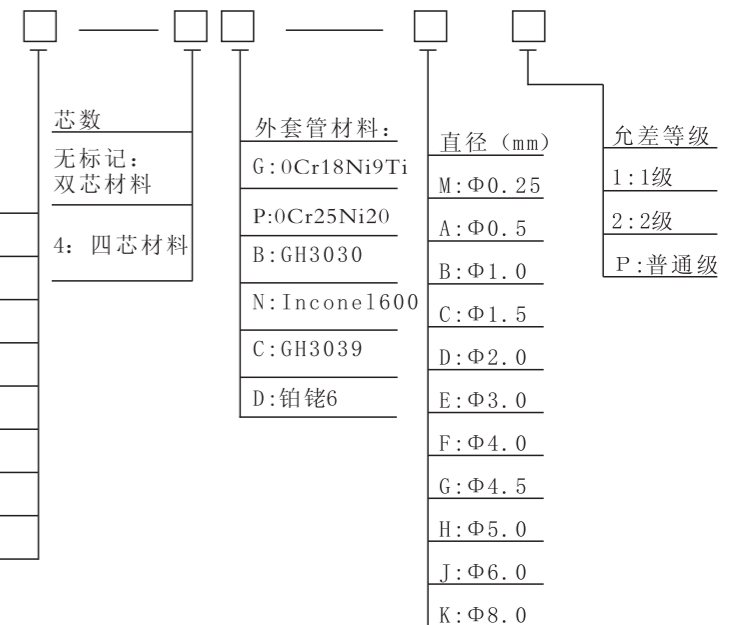 芯数
无标记：
双芯材料
4：四芯材料
外套管材料：
G:0Cr18Ni9Ti
P:0Cr25Ni20
B:GH3030
N:Inconel600
C:GH3039
D:铂铑6
直径（mm）
M:Φ0.25
A:Φ0.5
B:Φ1.0
C:Φ1.5
D:Φ2.0
E:Φ3.0
F:Φ4.0
G:Φ4.5
H:Φ5.0
J:Φ6.0
K:Φ8.0
允差等级
1:1级
2:2级
P:普通级